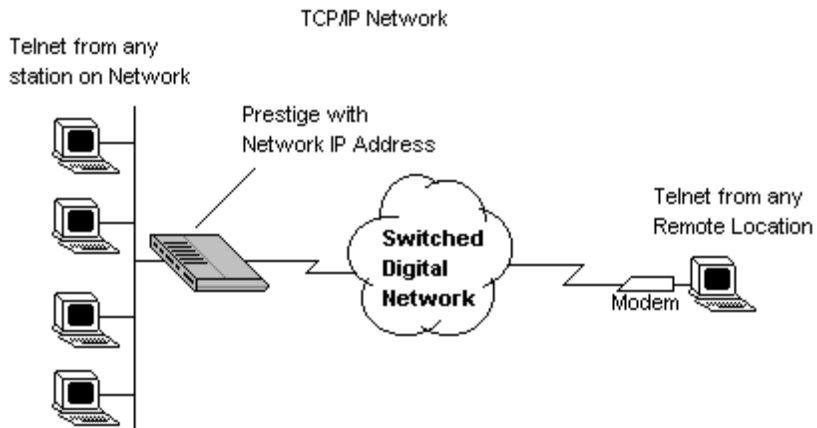 TCP/IP Network
Telnet from any
station on Network
Prestige with
Network IP Address
Switched
Digital
Network
Telnet from any
Remote Location
Modem